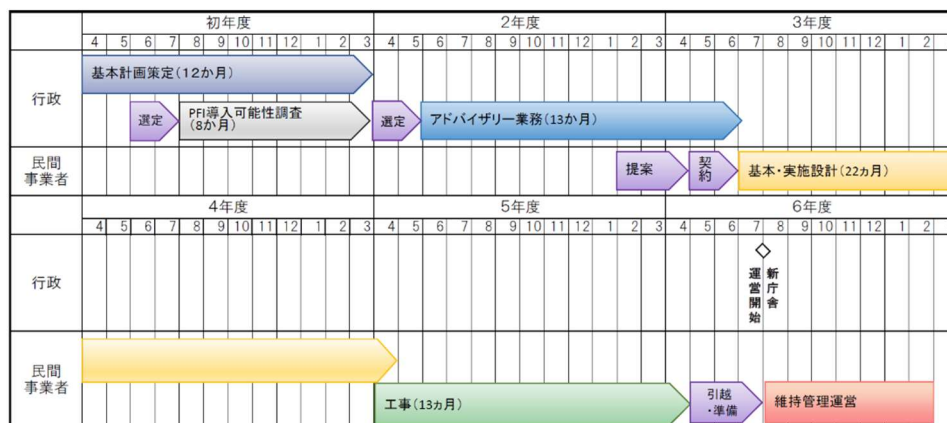 初年度 2年度 3年度
4 5 6 7 8 9 10 11 12 1 2 3 4 5 6 7 8 9 10 11 12 1 2 3 4 5 6 7 8 9 10 11 12 1 2
行政
基本計画策定(12か月)
選定
PFI導入可能性調査
(8か月)
選定
アドバイザリー業務(13か月)
民間
事業者
提案
契約
基本・実施設計(22ヵ月)
4年度 5年度 6年度
4 5 6 7 8 9 10 11 12 1 2 3 4 5 6 7 8 9 10 11 12 1 2 3 4 5 6 7 8 9 10 11 12 1 2
行政
新庁舎
運営開始
民間
事業者
工事(13ヵ月)
引越
・準備
維持管理運営